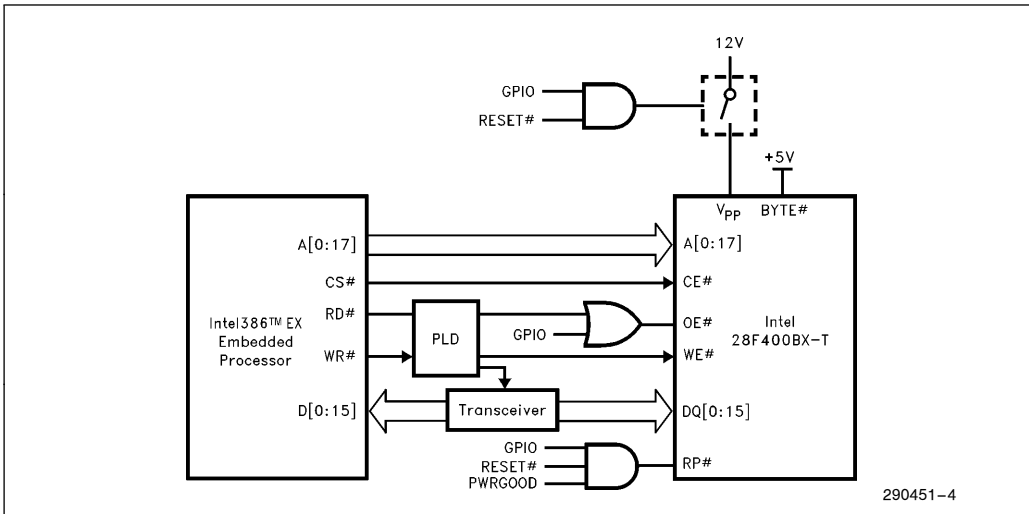 12V
GPIO
RESET#
+5V
VPP BYTE#
A[0:17] A[0:17]
CS# CE#
RD# OE#
GPIO
PLD
WR# WE#
Intel386™ EX
Embedded
Processor
Intel
28F400BX-T
D[0:15] Transceiver DQ[0:15]
GPIO
RESET#
PWRGOOD
RP#
290451-4